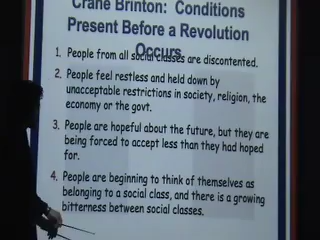 Crane Brinton: Conditions
Present Before a Revolution
Occurs
1. People from all social classes are discontented.
2. People feel restless and held down by
unacceptable restrictions in society, religion, the
economy or the govt.
3. People are hopeful about the future, but they are
being forced to accept less than they had hoped
for.
4. People are beginning to think of themselves as
belonging to a social class, and there is a growing
bitterness between social classes.